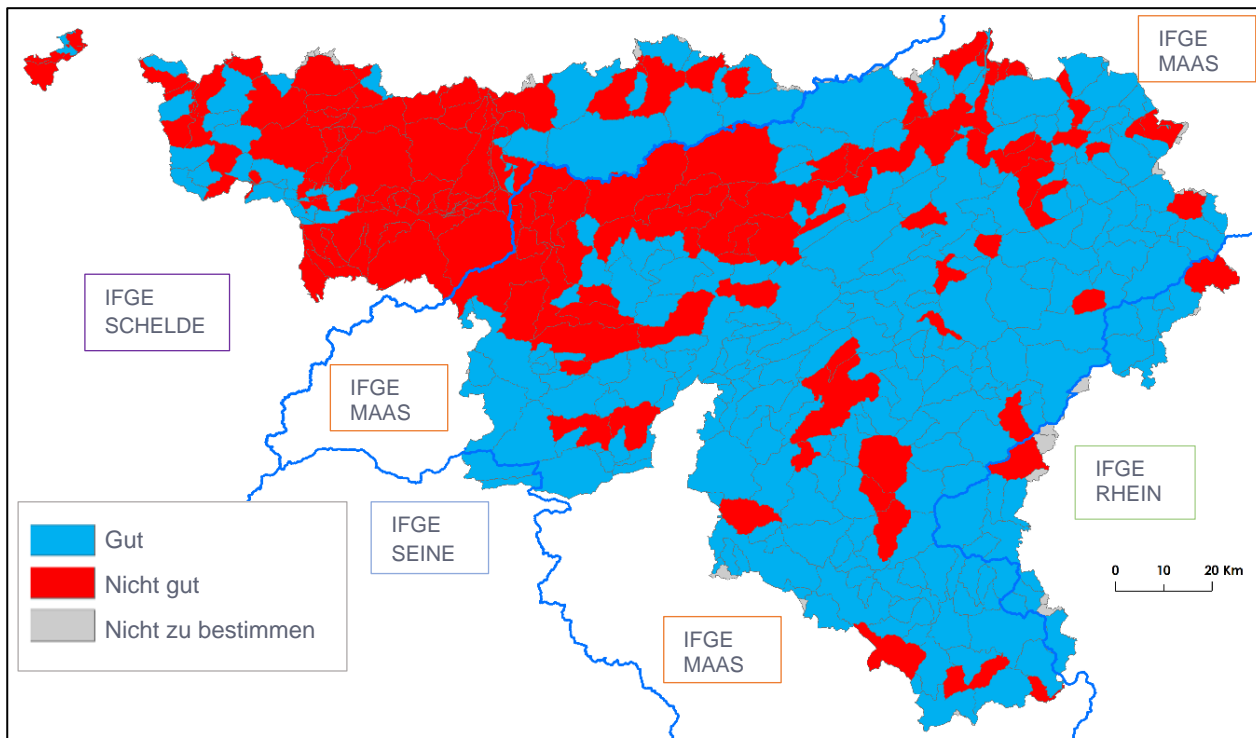 IFGE
MAAS
IFGE
SCHELDE
IFGE
MAAS
IFGE
RHEIN
IFGE
SEINE
Gut
Nicht gut
Nicht zu bestimmen
0 10 20 Km
IFGE
MAAS